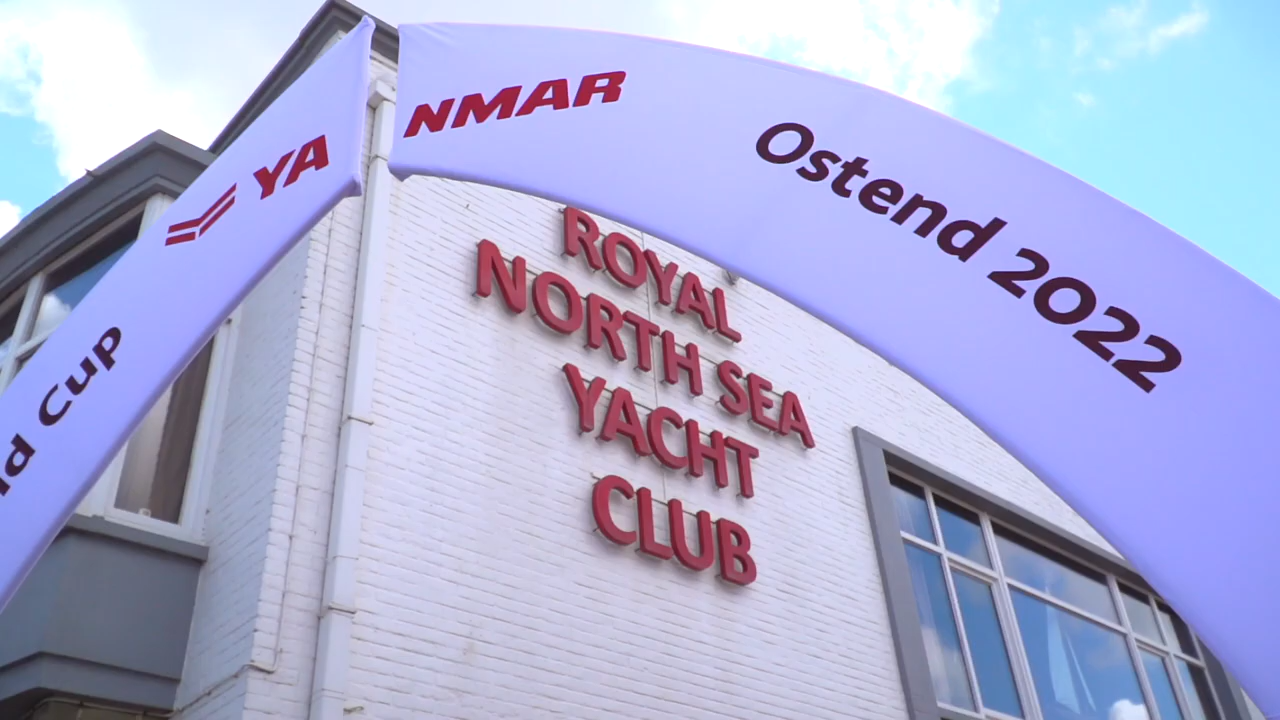 YA
NMAR
Ostend 2022
Cup
ROYAL
NORTH SEA
YACHT
CLUB